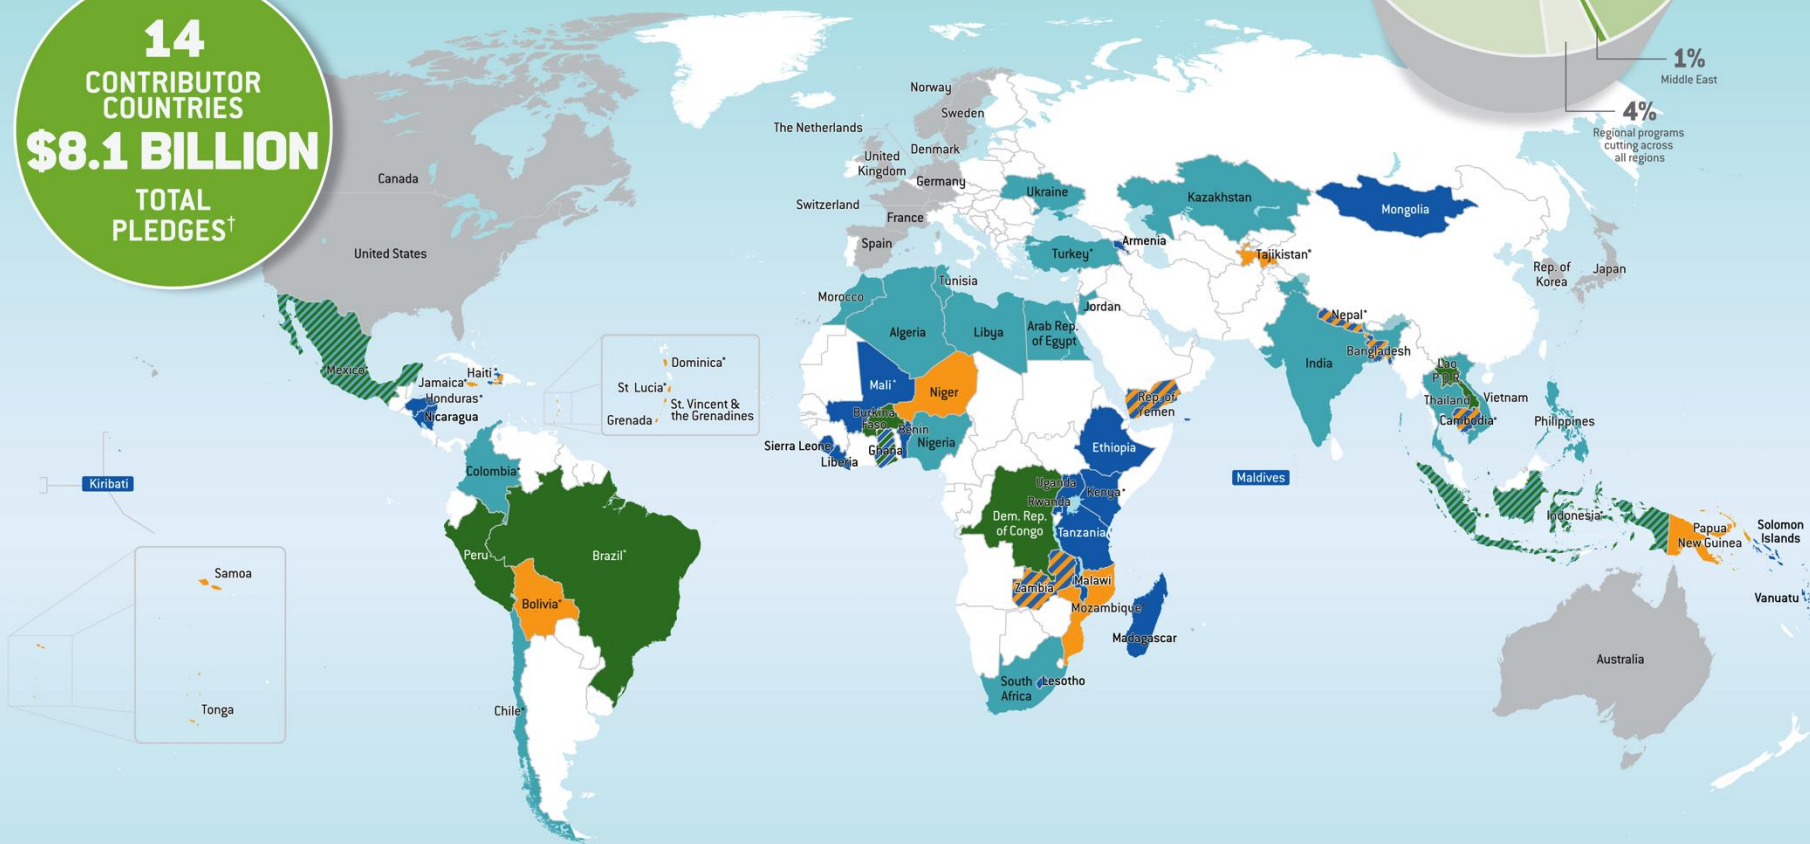 14
CONTRIBUTOR
COUNTRIES
$8.1 BILLION
TOTAL
PLEDGES†
1%
Middle East
4%
Regional programs
cutting across
all regions
Norway
Sweden
The Netherlands
Denmark
United
Kingdom
Germany
Switzerland
France
Spain
Canada
United States
Ukraine
Kazakhstan
Mongolia
Armenia
Turkey*
Tajikistan*
Rep. of
Korea
Japan
Tunisia
Morocco
Jordan
Algeria
Libya
Arab Rep.
of Egypt
Nepal*
Bangladesh
India
Lao
P.D.R.
Thailand
Vietnam
Cambodia*
Philippines
Mexico*
Jamaica*
Haiti*
Honduras*
Nicaragua
Dominica*
St Lucia*
St. Vincent &
the Grenadines
Grenada
Mali*
Niger
Burkina
Faso
Benin
Ghana
Nigeria
Sierra Leone
Liberia
Rep. of
Yemen
Ethiopia
Uganda
Kenya*
Rwanda
Dem. Rep.
of Congo
Tanzania
Maldives
Kiribati
Colombia*
Peru
Brazil*
Bolivia*
Chile*
Samoa
Tonga
Zambia
Malawi
Mozambique
Madagascar
South
Africa
Lesotho
Indonesia*
Papua
New Guinea
Solomon
Islands
Vanuatu
Australia